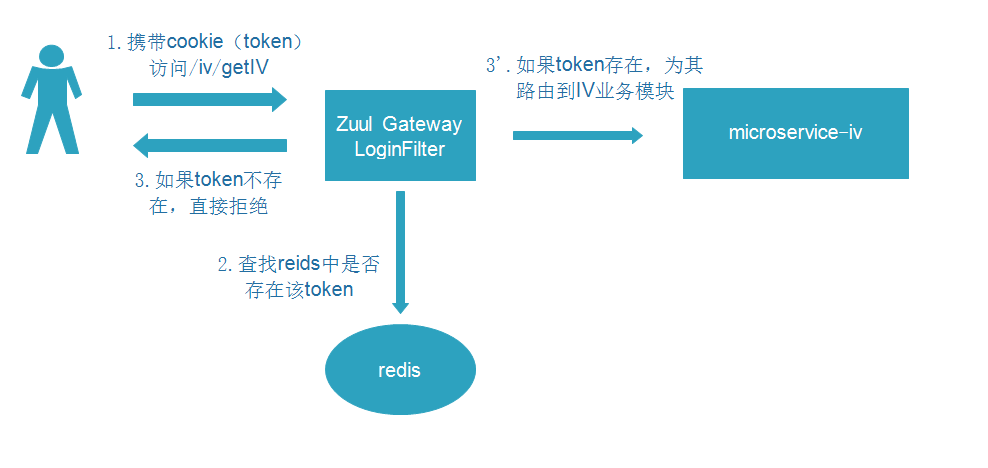 1.携带cookie（token）
访问/iv/getIV
3'.如果token存在，为其
路由到IV业务模块
Zuul Gateway
LoginFilter
microservice-iv
3.如果token不存
在，直接拒绝
2.查找reids中是否
存在该token
redis